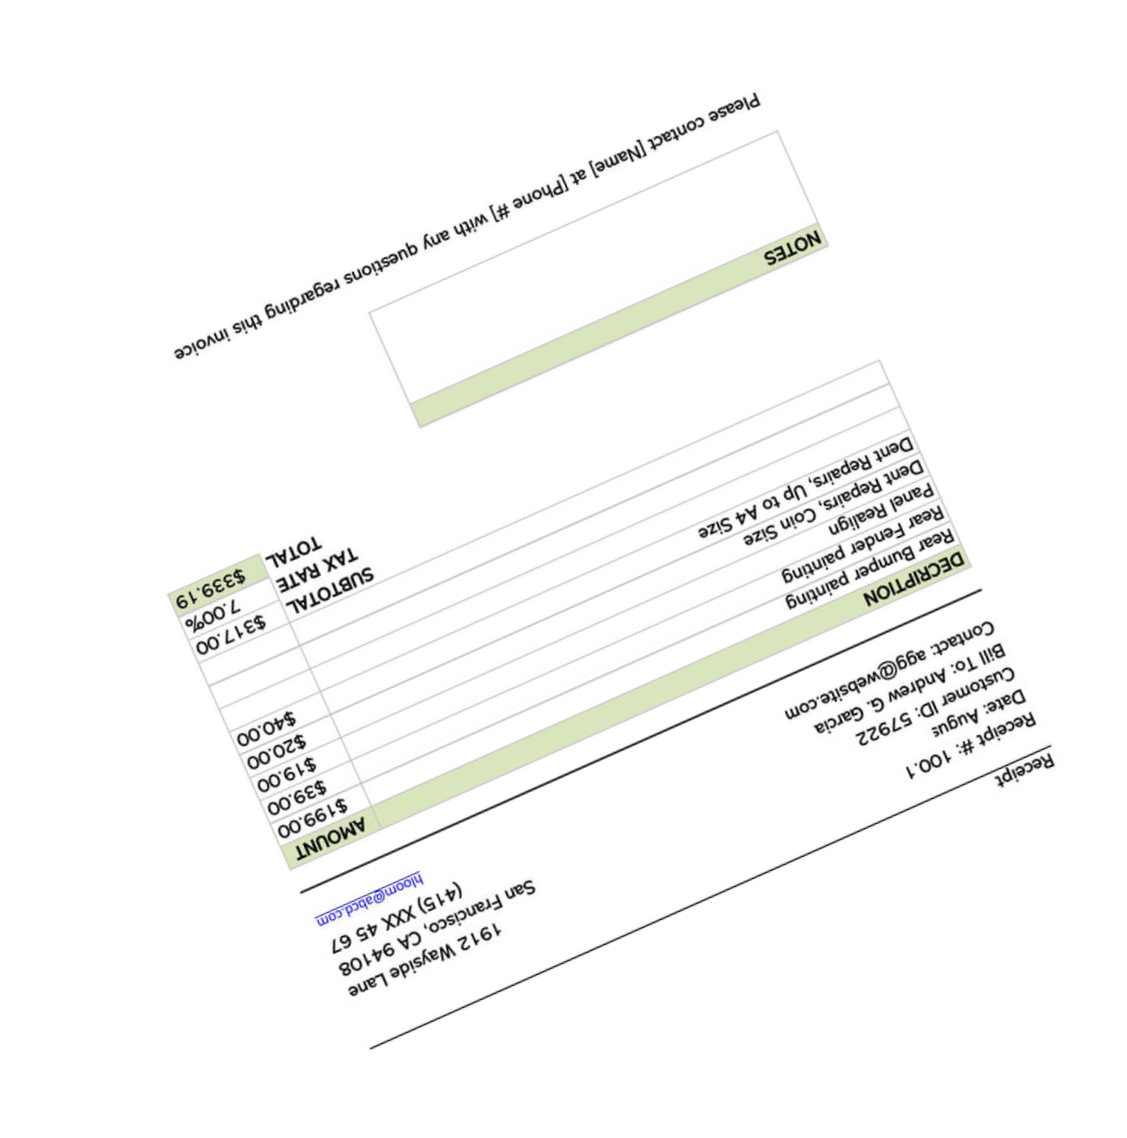 Receipt
Receipt #: 100.1
Date: Augus
Customer ID: 57922
Bill To: Andrew G. Garcia
Contact: agg@website.com
1912 Wayside Lane
San Francisco, CA 94108
(415) XXX 45 67
hloom@abcd.com
DECRIPTION AMOUNT
Rear Bumper painting $199.00
Rear Fender painting $39.00
Panel Realign $19.00
Dent Repairs, Coin Size $20.00
Dent Repairs, Up to A4 Size $40.00
SUBTOTAL $317.00
TAX RATE 7.00%
TOTAL $339.19
NOTES
Please contact [Name] at [Phone #] with any questions regarding this invoice